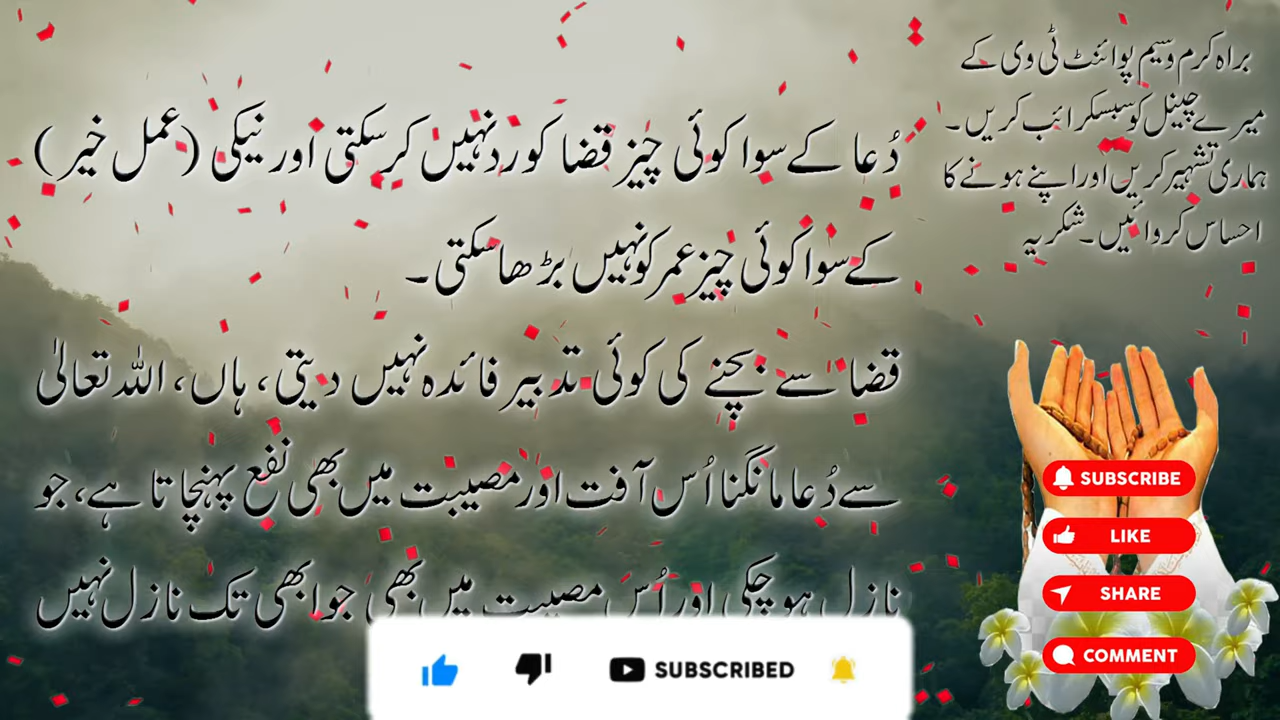 براہ کرم وسیم پوائنٹ ٹی وی کے
میرے چینل کو سبسکرائب کریں۔
ہماری تشہیر کریں اور اپنے ہونے کا
احساس کروائیں۔ شکریہ
دُعا کے سوا کوئی چیز قضا کو رد نہیں کر سکتی اور نیکی (عمل خیر)
کے سوا کوئی چیز عمر کو نہیں بڑھا سکتی۔
قضا سے بچنے کی کوئی تدبیر فائدہ نہیں دیتی، ہاں، اللہ تعالیٰ
سے دُعا مانگنا اُس آفت اور مصیبت میں بھی نفع پہنچاتا ہے، جو
نازل ہو چکی اور اُس مصیبت میں بھی جو ابھی تک نازل نہیں
SUBSCRIBE
LIKE
SHARE
COMMENT
SUBSCRIBED